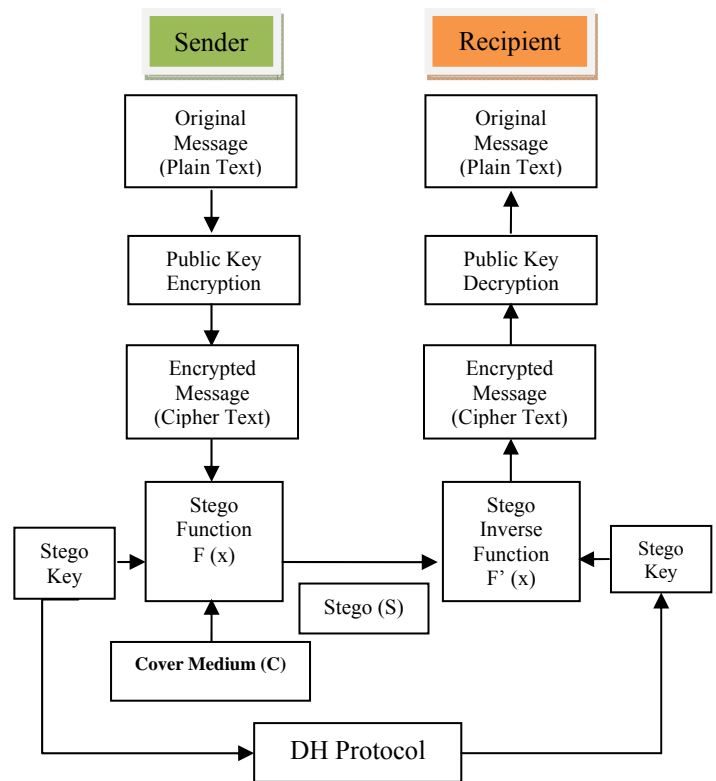 Sender
Recipient
Original
Message
(Plain Text)
Original
Message
(Plain Text)
Public Key
Encryption
Public Key
Decryption
Encrypted
Message
(Cipher Text)
Encrypted
Message
(Cipher Text)
Stego
Key
Stego
Function
F (x)
Stego
Inverse
Function
F’ (x)
Stego
Key
Stego (S)
Cover Medium (C)
DH Protocol